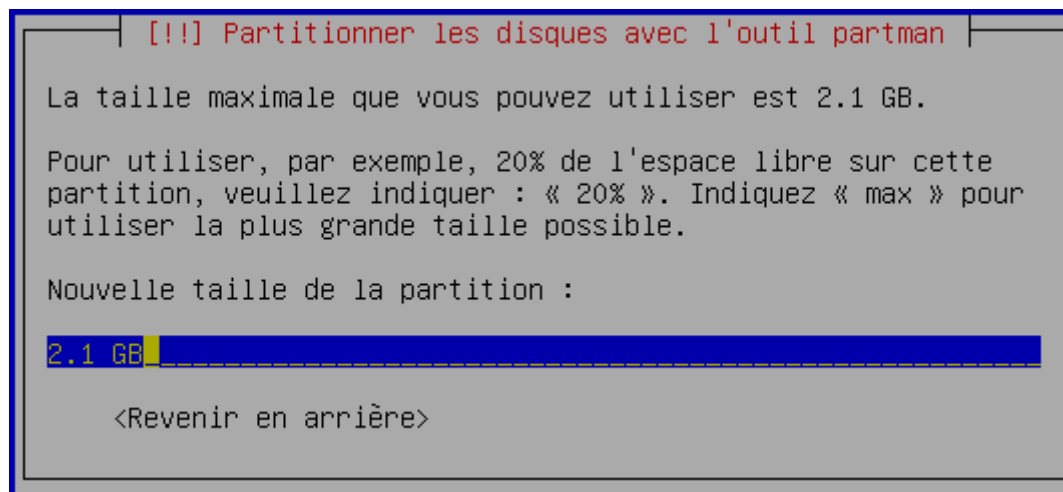 [!!] Partitionner les disques avec l'outil partman
La taille maximale que vous pouvez utiliser est 2.1 GB.
Pour utiliser, par exemple, 20% de l'espace libre sur cette
partition, veuillez indiquer : « 20% ». Indiquez « max » pour
utiliser la plus grande taille possible.
Nouvelle taille de la partition :
2.1 GB
<Revenir en arrière>